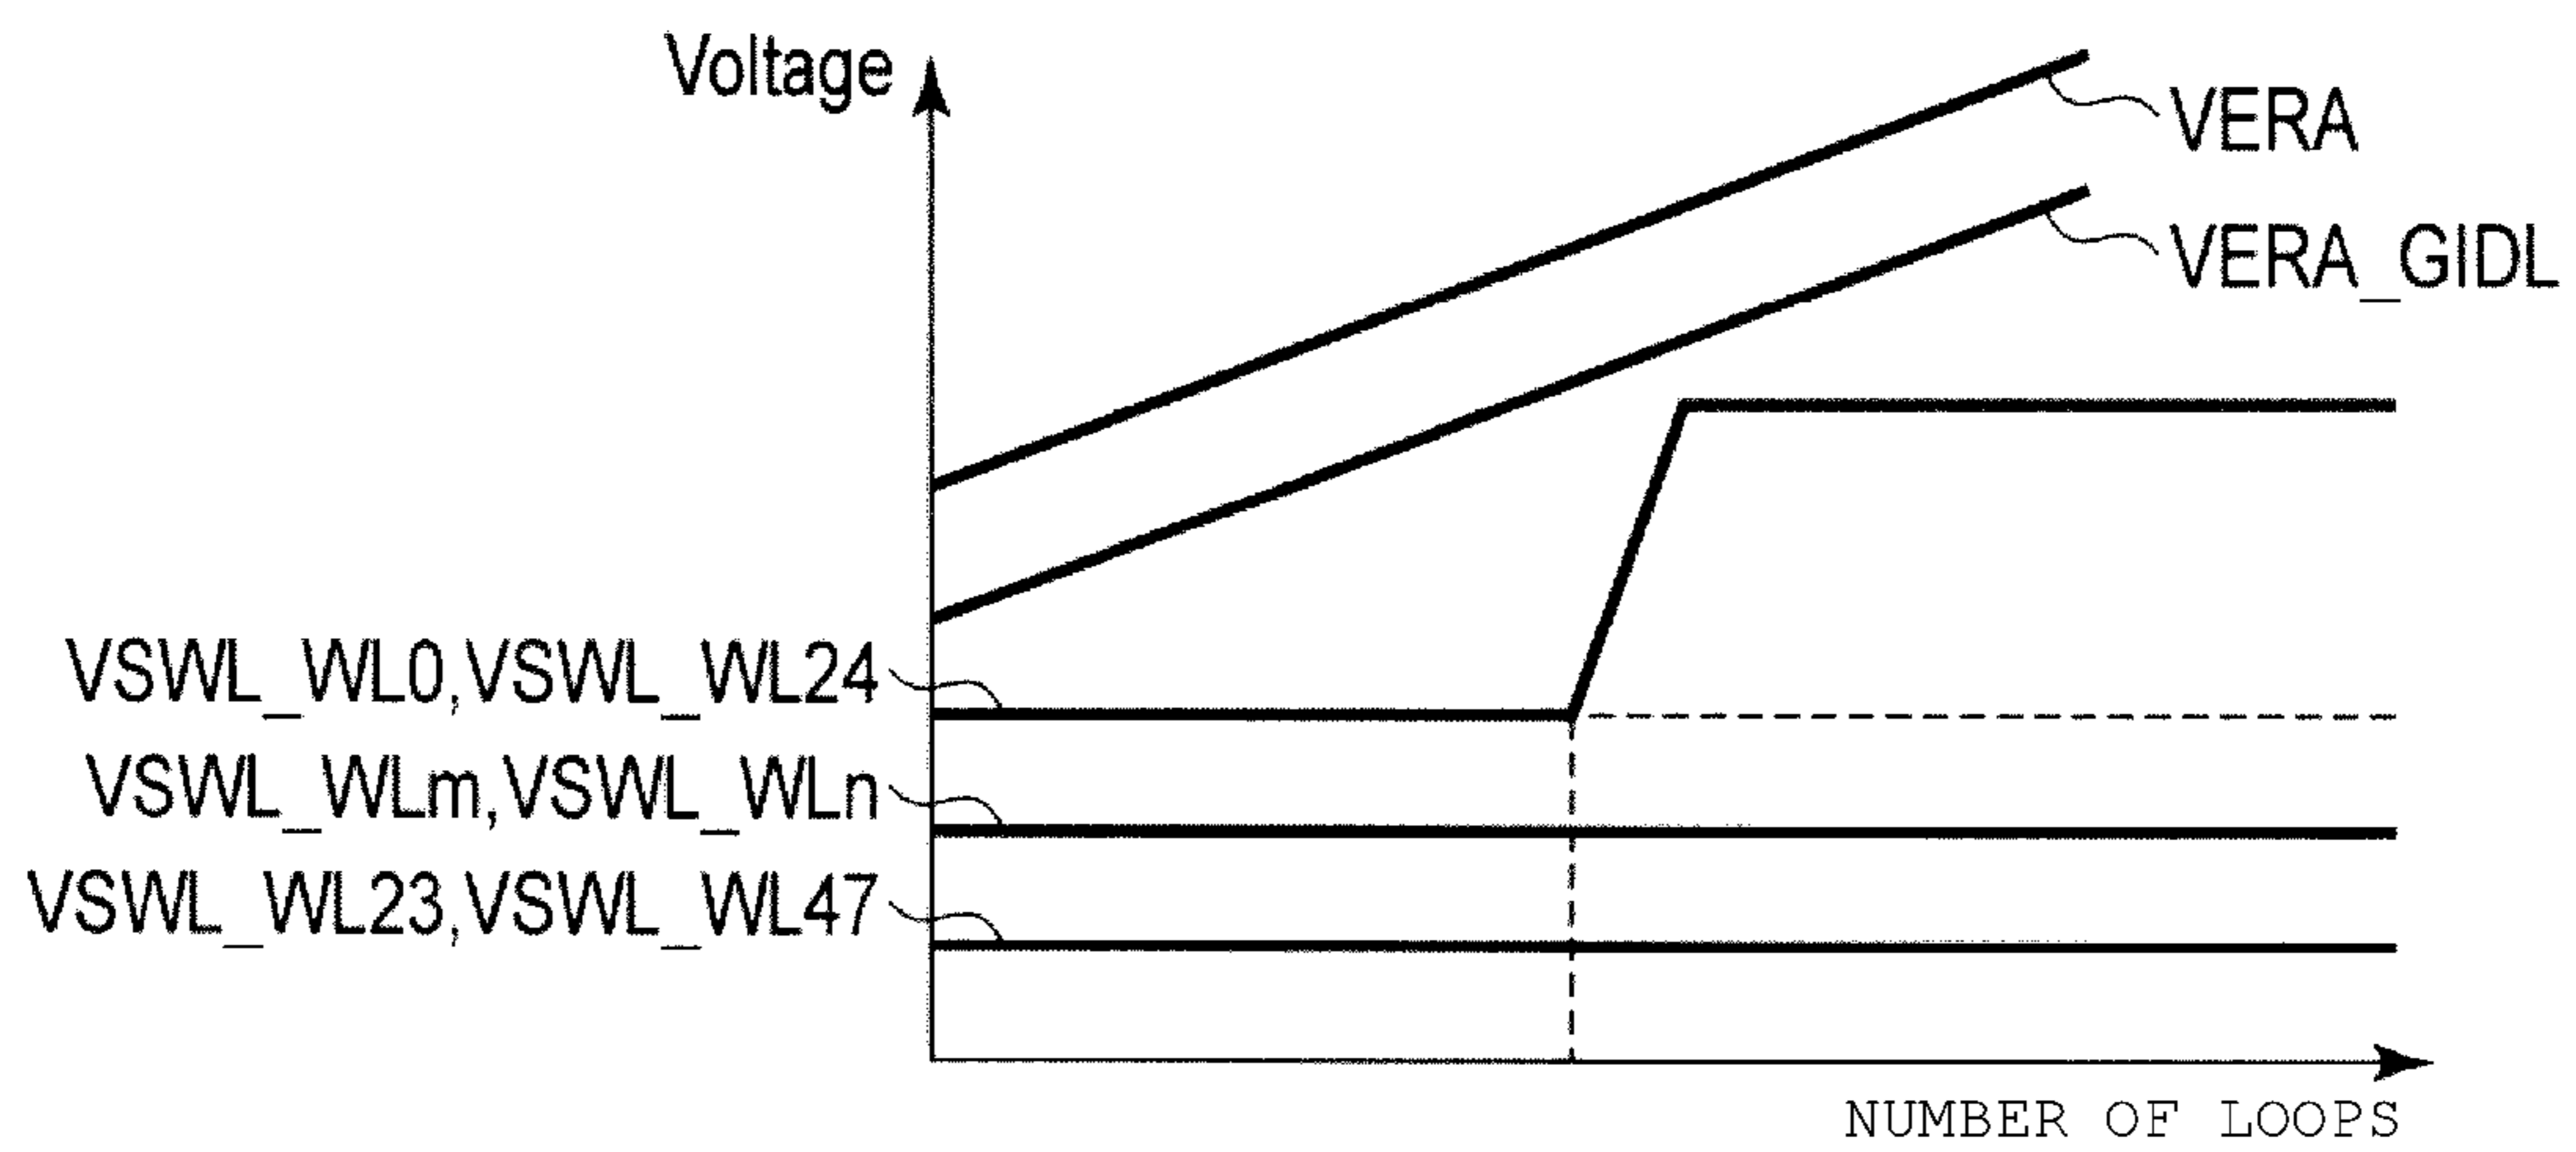 Voltage
VERA
VERA_GIDL
VSWL_WL0,VSWL_WL24
VSWL_WLm,VSWL_WLn
VSWL_WL23,VSWL_WL47
NUMBER OF LOOPS